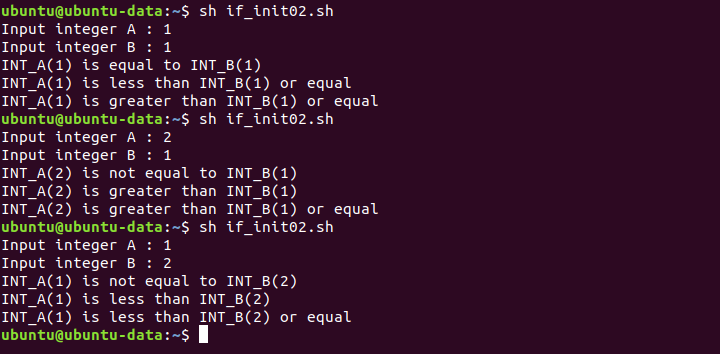 ubuntu@ubuntu-data:~$ sh if_init02.sh
Input integer A : 1
Input integer B : 1
INT_A(1) is equal to INT_B(1)
INT_A(1) is less than INT_B(1) or equal
INT_A(1) is greater than INT_B(1) or equal
ubuntu@ubuntu-data:~$ sh if_init02.sh
Input integer A : 2
Input integer B : 1
INT_A(2) is not equal to INT_B(1)
INT_A(2) is greater than INT_B(1)
INT_A(2) is greater than INT_B(1) or equal
ubuntu@ubuntu-data:~$ sh if_init02.sh
Input integer A : 1
Input integer B : 2
INT_A(1) is not equal to INT_B(2)
INT_A(1) is less than INT_B(2)
INT_A(1) is less than INT_B(2) or equal
ubuntu@ubuntu-data:~$